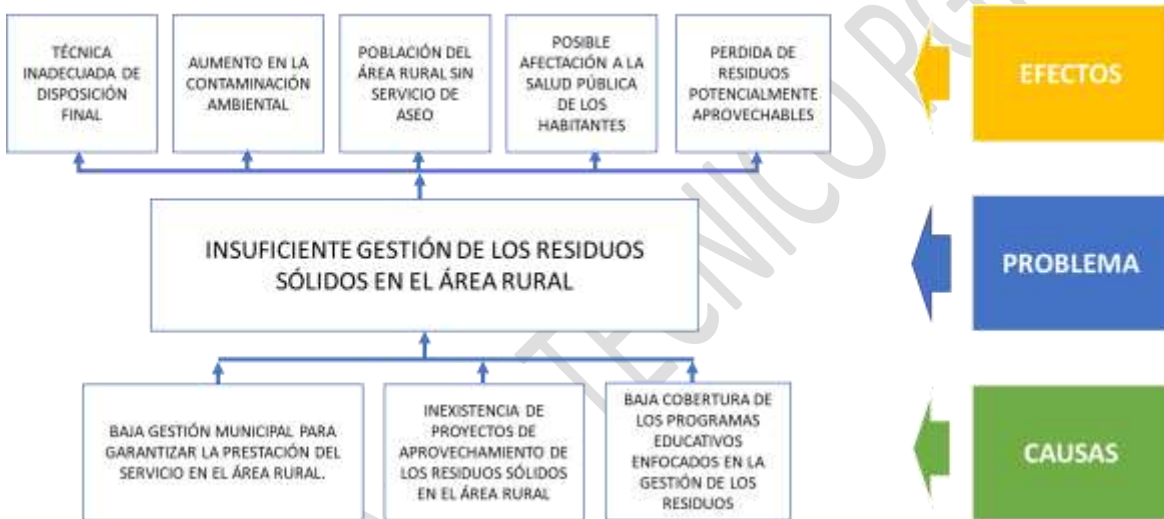 TÉCNICA
INADECUADA DE
DISPOSICIÓN
FINAL
AUMENTO EN LA
CONTAMINACIÓN
AMBIENTAL
POBLACIÓN DEL
ÁREA RURAL SIN
SERVICIO DE
ASEO
POSIBLE
AFECTACIÓN A LA
SALUD PÚBLICA
DE LOS
HABITANTES
PERDIDA DE
RESIDUOS
POTENCIALMENTE
APROVECHABLES
EFECTOS
INSUFICIENTE GESTIÓN DE LOS RESIDUOS
SÓLIDOS EN EL ÁREA RURAL
PROBLEMA
BAJA GESTIÓN MUNICIPAL PARA
GARANTIZAR LA PRESTACIÓN DEL
SERVICIO EN EL ÁREA RURAL.
INEXISTENCIA DE
PROYECTOS DE
APROVECHAMIENTO DE
LOS RESIDUOS SÓLIDOS
EN EL ÁREA RURAL
BAJA COBERTURA DE
LOS PROGRAMAS
EDUCATIVOS
ENFOCADOS EN LA
GESTIÓN DE LOS
RESIDUOS
CAUSAS
TECNICO